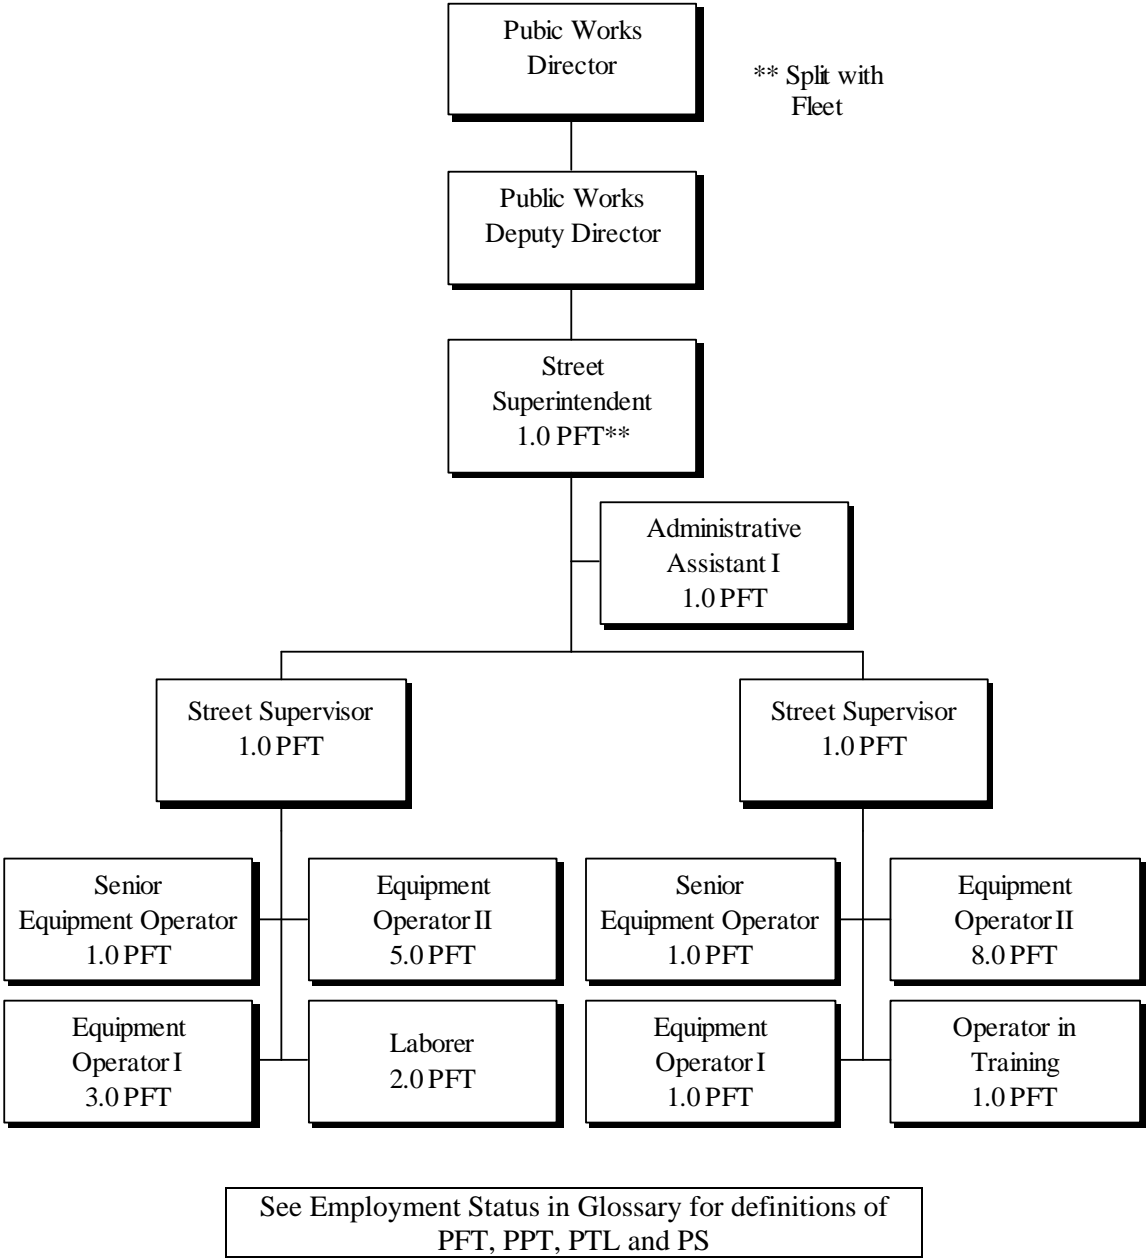 Pubic Works
Director
** Split with
Fleet
Public Works
Deputy Director
Street
Superintendent
1.0 PFT**
Administrative
Assistant I
1.0 PFT
Street Supervisor
1.0 PFT
Street Supervisor
1.0 PFT
Senior
Equipment Operator
1.0 PFT
Equipment
Operator II
5.0 PFT
Senior
Equipment Operator
1.0 PFT
Equipment
Operator II
8.0 PFT
Equipment
Operator I
3.0 PFT
Laborer
2.0 PFT
Equipment
Operator I
1.0 PFT
Operator in
Training
1.0 PFT
See Employment Status in Glossary for definitions of
PFT, PPT, PTL and PS